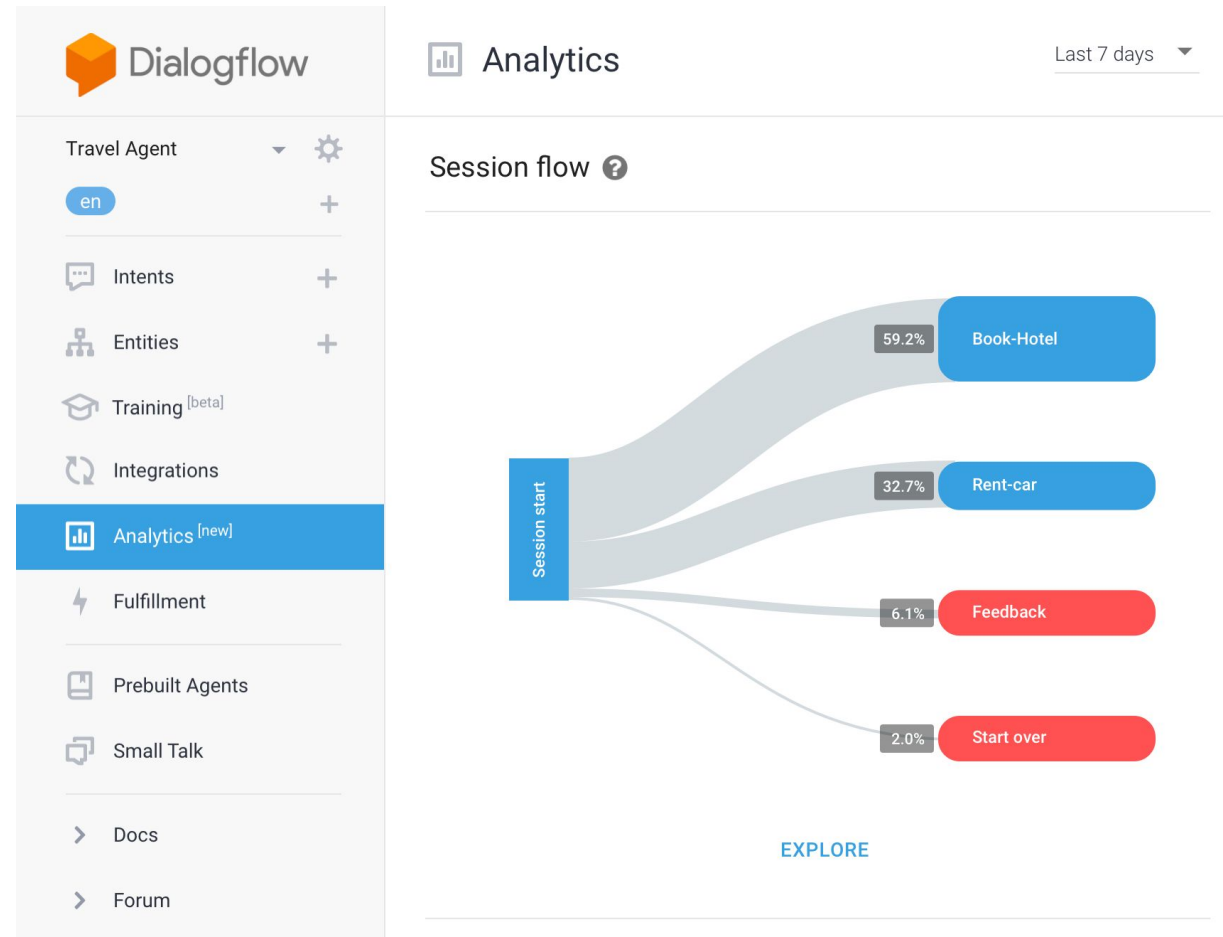 Dialogflow
Analytics
Last 7 days
Travel Agent
en
Intents
Entities
Training [beta]
Integrations
Analytics [new]
Fulfillment
Prebuilt Agents
Small Talk
Docs
Forum
Session flow ?
Session start
59.2% Book-Hotel
32.7% Rent-car
6.1% Feedback
2.0% Start over
EXPLORE